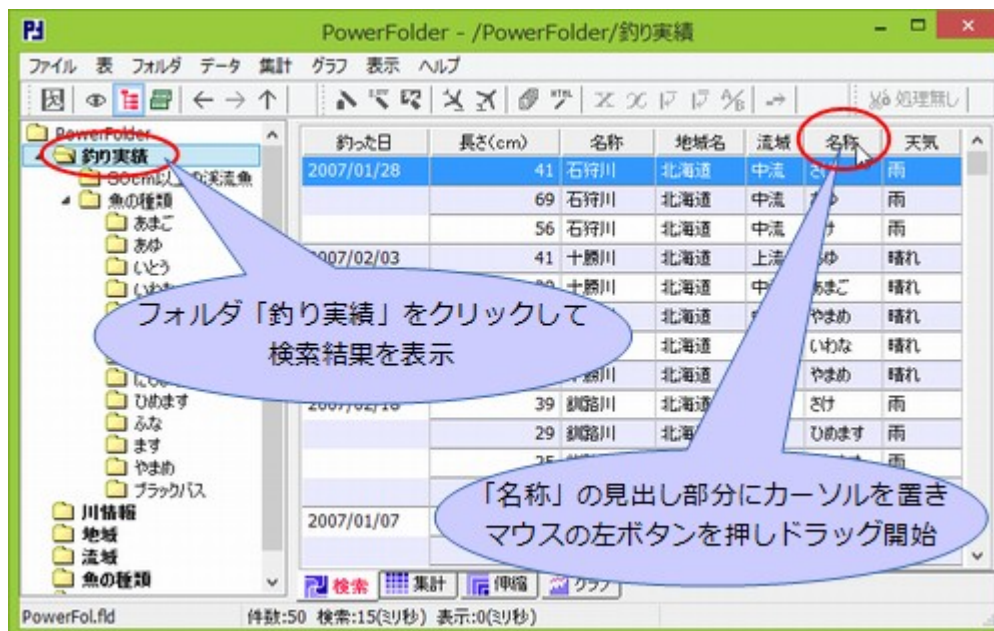 PowerFolder - /PowerFolder/釣り実績
ファイル 表 フォルダ データ 集計 グラフ 表示 ヘルプ
処理無し
PowerFolder
釣り実績
魚の種類
あまご
あゆ
いとう
ひめます
ふな
ます
やまめ
ブラックバス
川情報
地域
流域
魚の種類
釣った日 長さ(cm) 名称 地域名 流域 名称 天気
2007/01/28 41 石狩川 北海道 中流 雨
69 石狩川 北海道 中流 雨
56 石狩川 北海道 中流 雨
2007/02/03 41 十勝川 北海道 上流 晴れ
十勝川 北海道 あまご 晴れ
北海道 やまめ 晴れ
北海道 いわな 晴れ
北海道 やまめ 晴れ
39 釧路川 北海道 さけ 雨
29 釧路川 ひめます 雨
雨
2007/01/07
フォルダ「釣り実績」をクリックして
検索結果を表示
「名称」の見出し部分にカーソルを置き
マウスの左ボタンを押しドラッグ開始
検索 集計 伸縮 グラフ
PowerFol.fld 件数:50 検索:15(ミリ秒) 表示:0(ミリ秒)